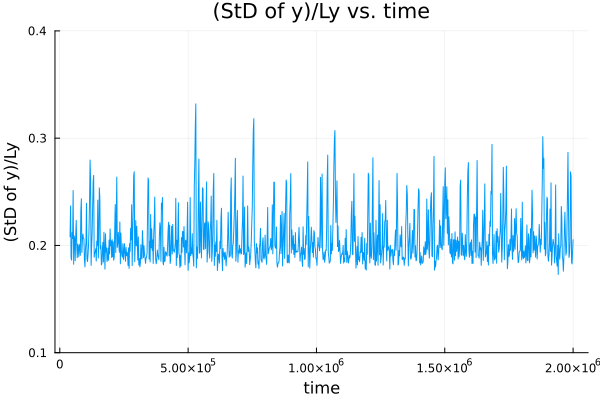 (StD of y)/Ly vs. time
(StD of y)/Ly
0.4
0.3
0.2
0.1
0 5.00×10⁵ 1.00×10⁶ 1.50×10⁶ 2.00×10⁶
time